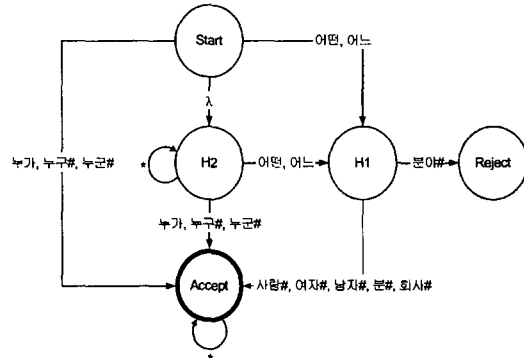 Start
어떤, 어느
λ
누가, 누구#, 누군#
*
H2
어떤, 어느
H1
분야#
Reject
누가, 누구#, 누군#
Accept
사람#, 여자#, 남자#, 분#, 회사#
*